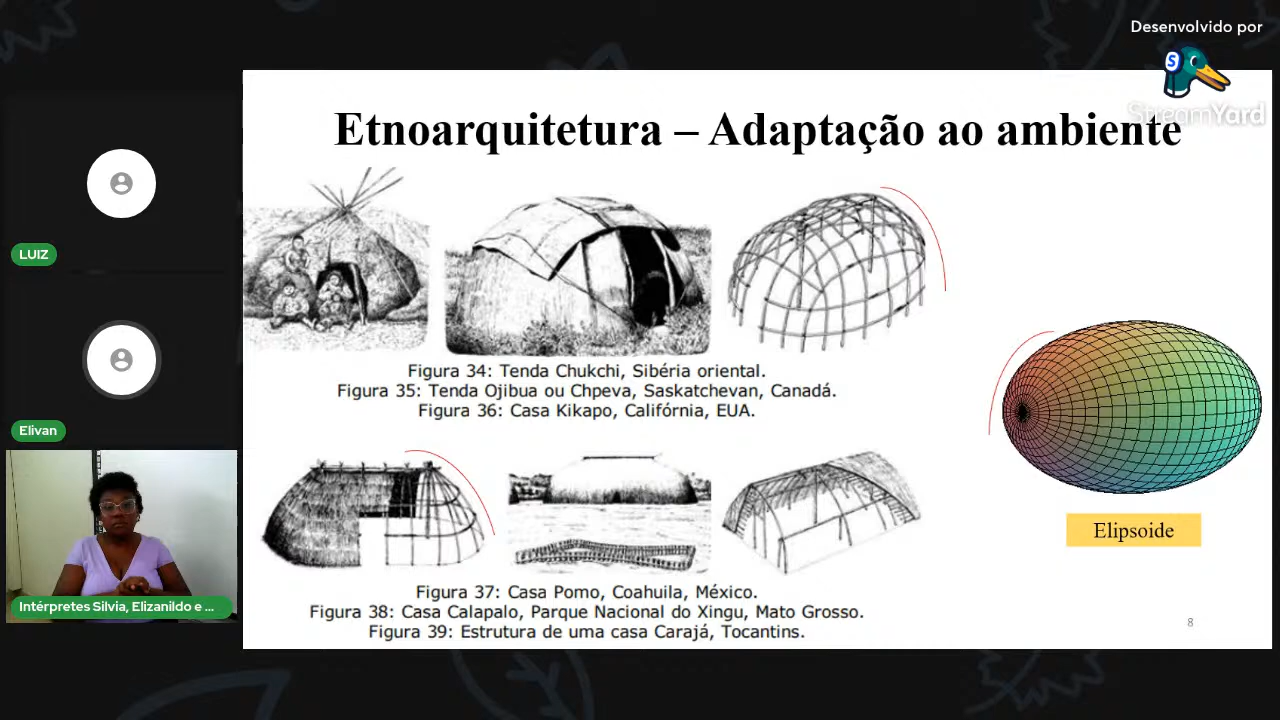 Desenvolvido por
S
StreamYard
Etnoarquitetura – Adaptação ao ambiente
LUIZ
Elivan
Intérpretes Silvia, Elizanildo e ...
Figura 34: Tenda Chukchi, Sibéria oriental.
Figura 35: Tenda Ojibua ou Chpeva, Saskatchevan, Canadá.
Figura 36: Casa Kikapo, Califórnia, EUA.
Figura 37: Casa Pomo, Coahuila, México.
Figura 38: Casa Calapalo, Parque Nacional do Xingu, Mato Grosso.
Figura 39: Estrutura de uma casa Carajá, Tocantins.
Elipsoide
8